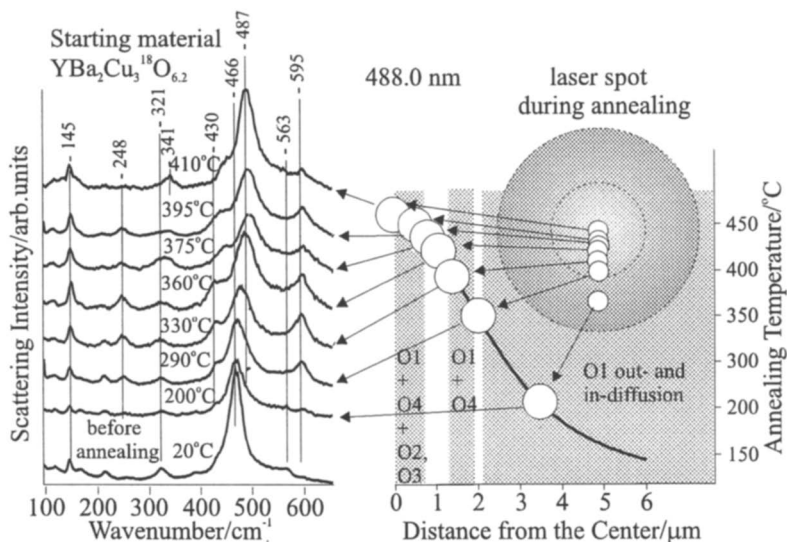 Starting material
YBa₂Cu₃¹⁸O₆.₂
- 145
- 248
- 321
- 341
- 430
- 466
- 487
- 563
- 595
488.0 nm
laser spot
during annealing
410°C
395°C
375°C
360°C
330°C
290°C
200°C
before
annealing
20°C
Scattering Intensity/arb.units
100 200 300 400 500 600
Wavenumber/cm⁻¹
O1
+
O4
+
O2,
O3
O1
+
O4
O1 out- and
in-diffusion
450
400
350
300
200
150
Annealing Temperature/°C
0 1 2 3 4 5 6
Distance from the Center/μm